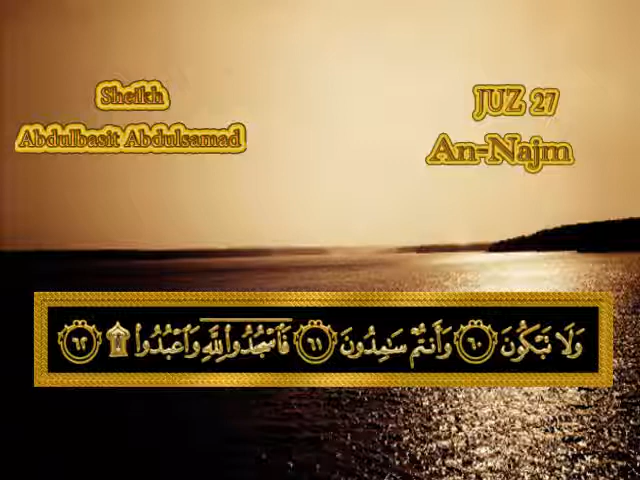 Sheikh
Abdulbasit Abdulsamad
JUZ 27
An-Najm
وَلَا تَبْكُونَ ٦٠ وَأَنتُمْ سَٰمِدُونَ ٦١ فَٱسْجُدُوا۟ لِلَّهِ وَٱعْبُدُوا۟ ۩ ٦٢